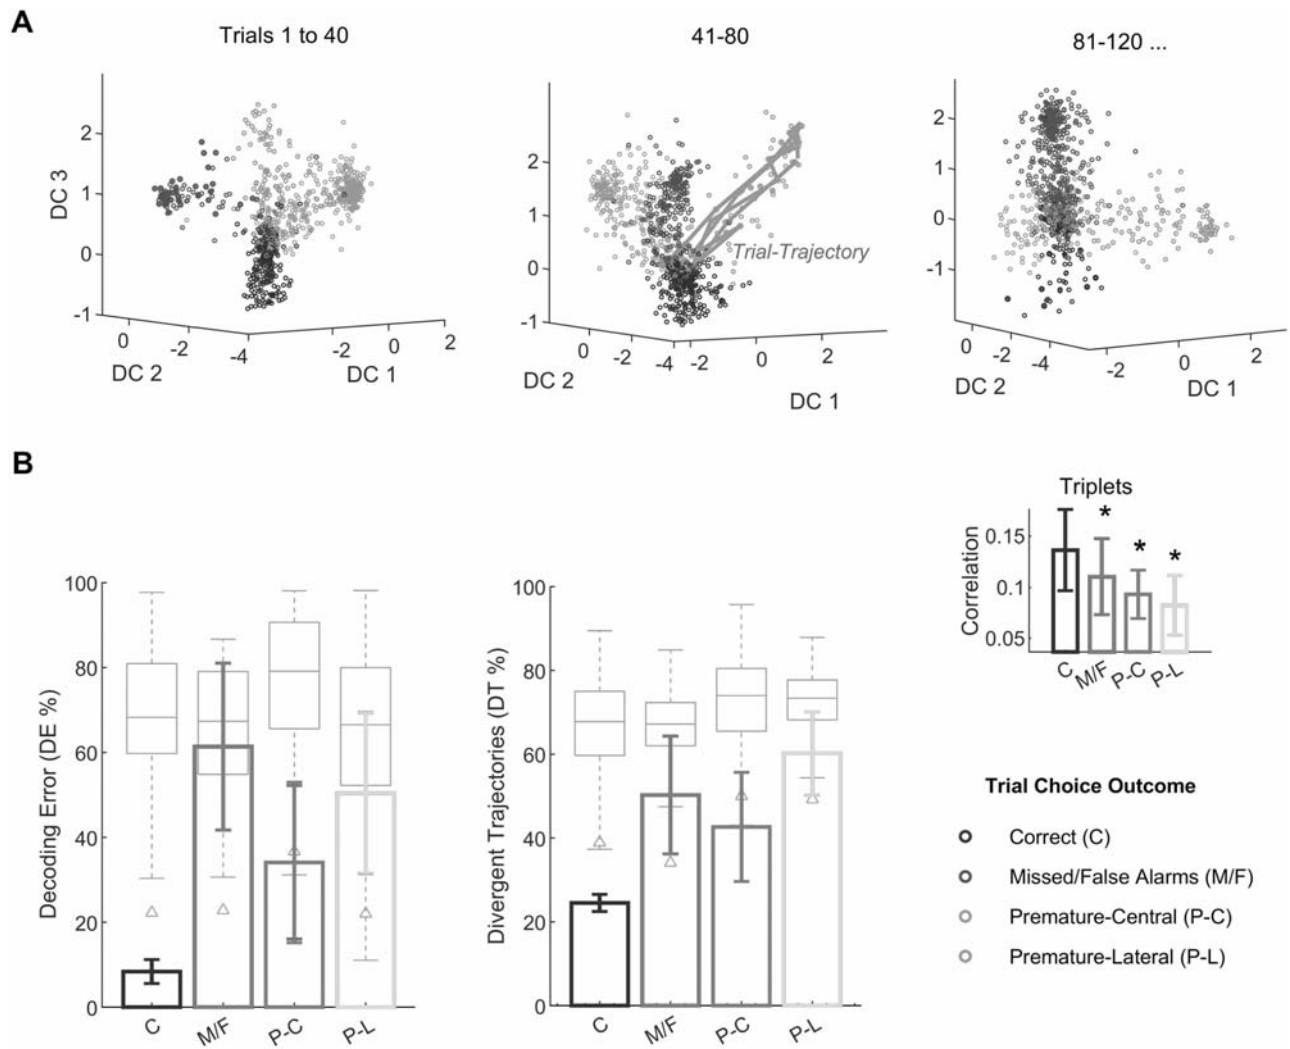 A
Trials 1 to 40
41-80
81-120 ...
DC 3
2
1
0
-1
0
-2
-4
0
-2
2
DC 2
DC 1
2
1
0
-1
Trial-Trajectory
0
-2
-4
-2
0
2
DC 2
DC 1
2
1
0
-1
0
-2
-4
-2
0
2
DC 2
DC 1
B
Decoding Error (DE %)
100
80
60
40
20
0
C
M/F
P-C
P-L
Divergent Trajectories (DT %)
100
80
60
40
20
0
C
M/F
P-C
P-L
Triplets
Correlation
0.15
0.1
0.05
*
*
*
C
M/F
P-C
P-L
Trial Choice Outcome
Correct (C)
Missed/False Alarms (M/F)
Premature-Central (P-C)
Premature-Lateral (P-L)